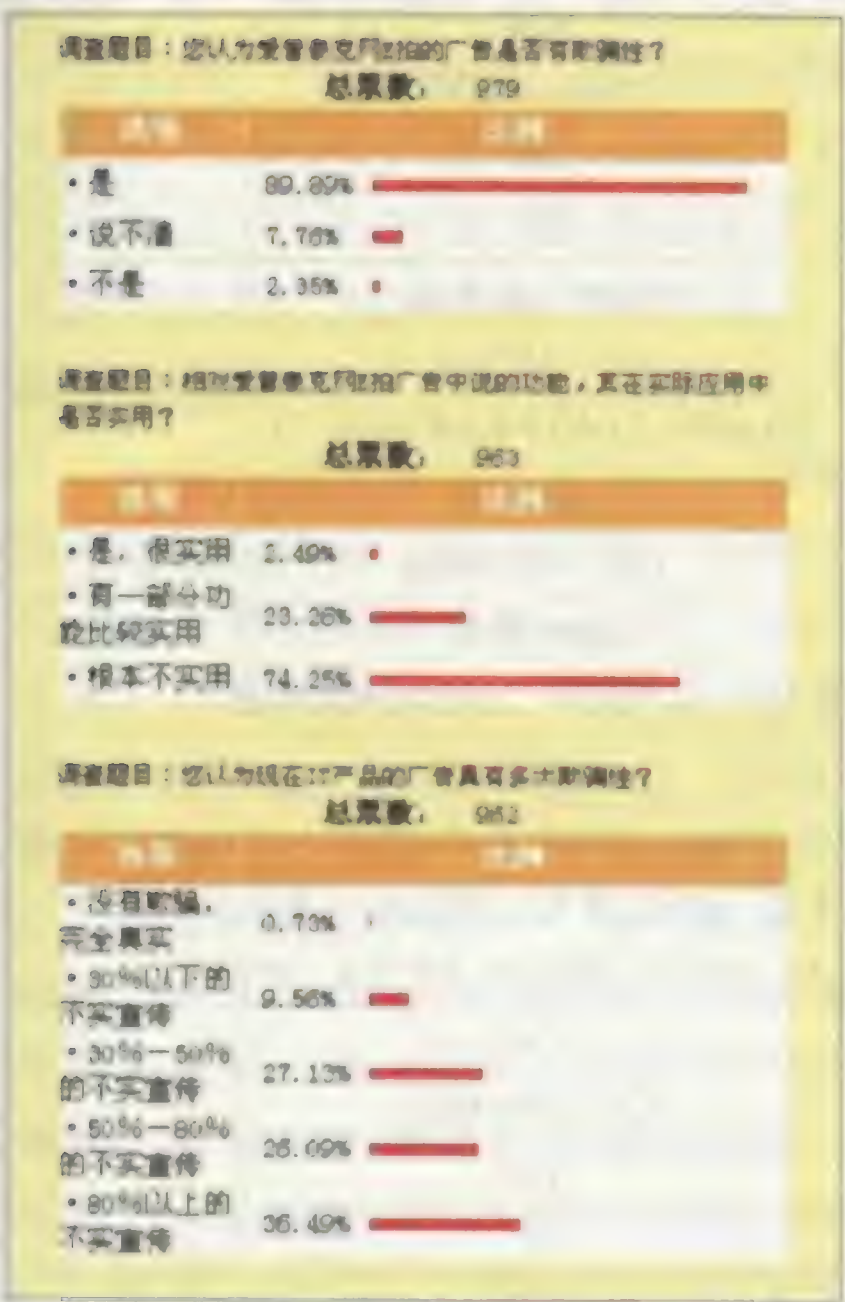 调查题目：您认为爱普泰克网E拍的广告是否有欺骗性？
总票数： 979
选项 比例
• 是 89.89%
• 说不清 7.76%
• 不是 2.35%
调查题目：相对爱普泰克网E拍广告中说的功能，其在实际应用中
是否实用？
总票数： 963
选项 比例
• 是，很实用 2.49%
• 有一部分功
能比较实用 23.26%
• 根本不实用 74.25%
调查题目：您认为现在IT产品的广告具有多大欺骗性？
总票数： 962
选项 比例
• 没有欺骗，
完全真实 0.73%
• 30%以下的
不实宣传 9.56%
• 30%－50%
的不实宣传 27.13%
• 50%－80%
的不实宣传 26.09%
• 80%以上的
不实宣传 36.49%